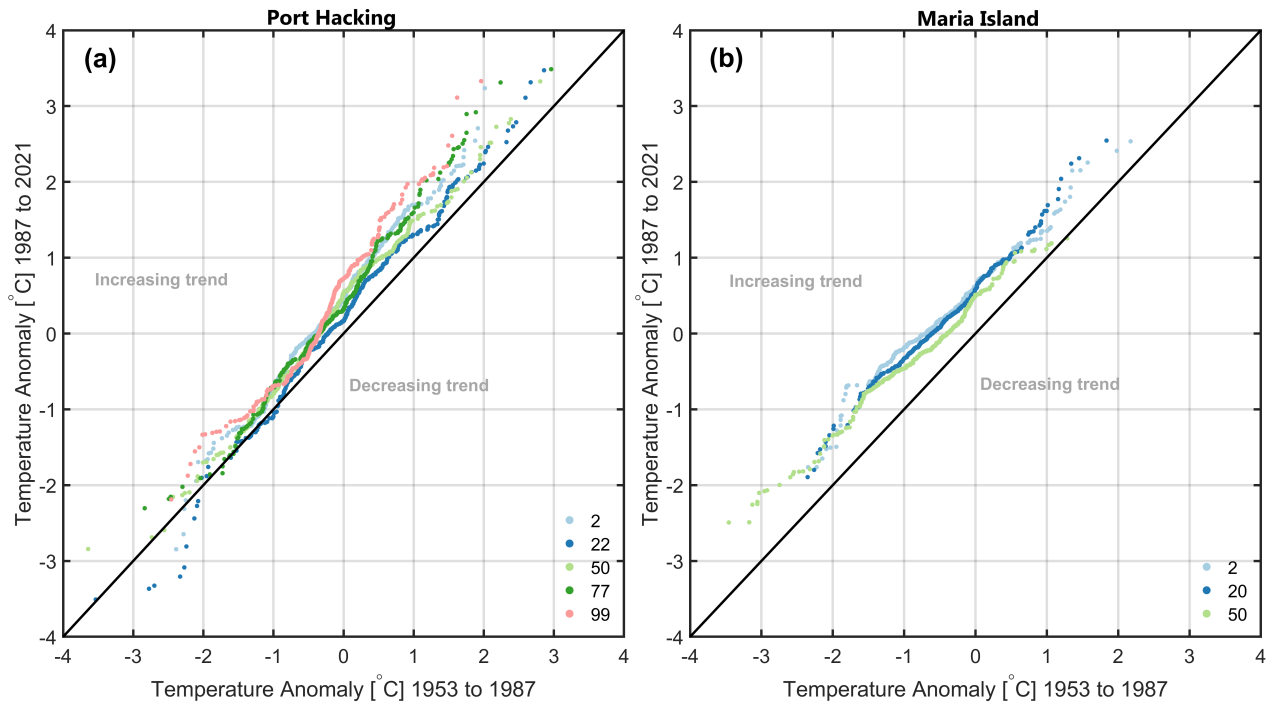 Port Hacking
(a)
4
3
2
1
0
-1
-2
-3
-4
Temperature Anomaly [°C] 1987 to 2021
Increasing trend
Decreasing trend
2
22
50
77
99
-4 -3 -2 -1 0 1 2 3 4
Temperature Anomaly [°C] 1953 to 1987
Maria Island
(b)
4
3
2
1
0
-1
-2
-3
-4
Temperature Anomaly [°C] 1987 to 2021
Increasing trend
Decreasing trend
2
20
50
-4 -3 -2 -1 0 1 2 3 4
Temperature Anomaly [°C] 1953 to 1987